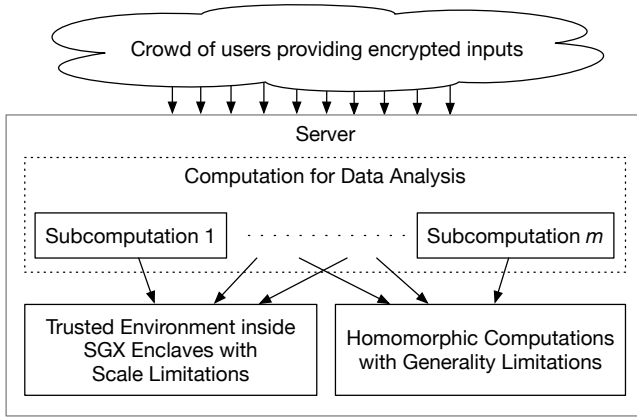 Crowd of users providing encrypted inputs
Server
Computation for Data Analysis
Subcomputation 1
Subcomputation m
Trusted Environment inside
SGX Enclaves with
Scale Limitations
Homomorphic Computations
with Generality Limitations